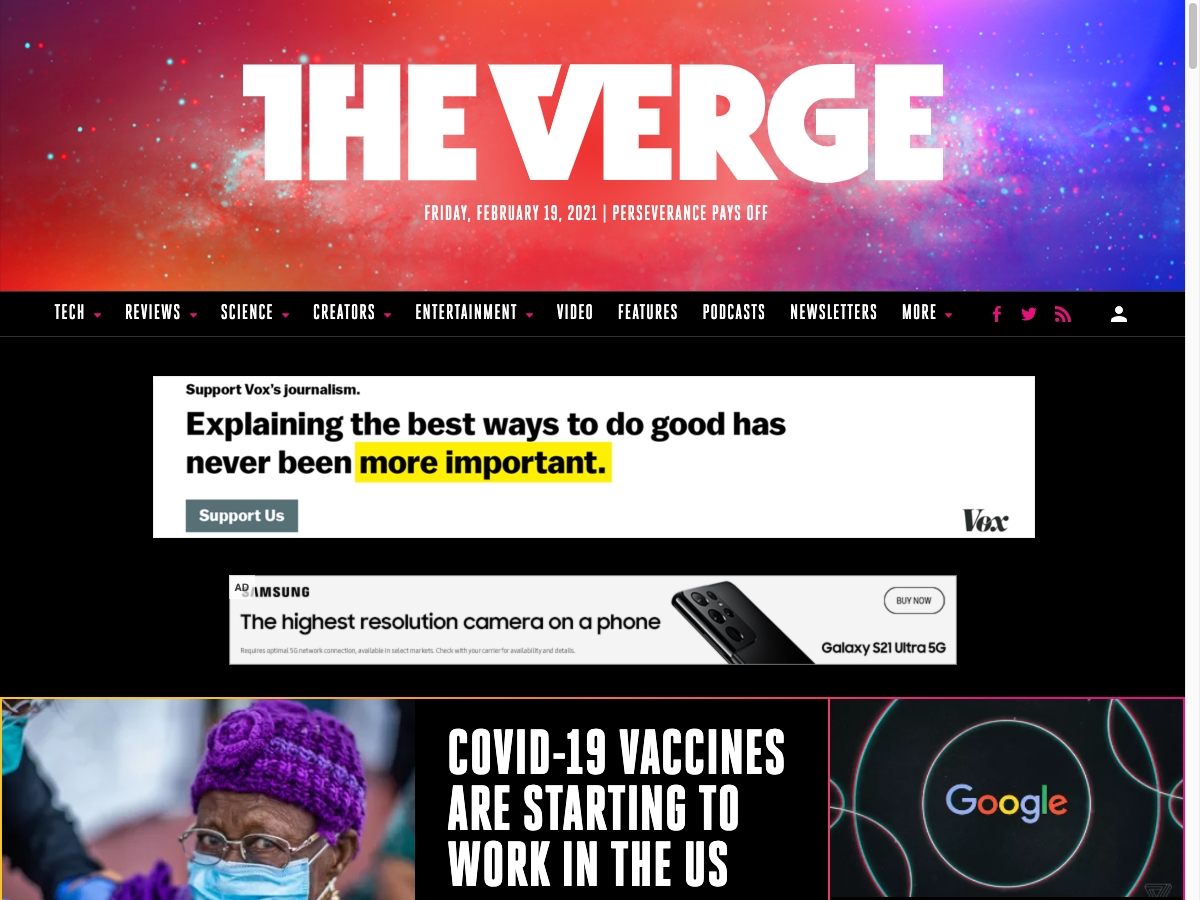 THE VERGE
FRIDAY, FEBRUARY 19, 2021 | PERSEVERANCE PAYS OFF
TECH REVIEWS SCIENCE CREATORS ENTERTAINMENT VIDEO FEATURES PODCASTS NEWSLETTERS MORE
Support Vox's journalism.
Explaining the best ways to do good has
never been more important.
Support Us
Vox
AD
SAMSUNG
The highest resolution camera on a phone
BUY NOW
Requires optimal 5G network connection, available in select markets. Check with your carrier for availability and details.
Galaxy S21 Ultra 5G
COVID-19 VACCINES
ARE STARTING TO
WORK IN THE US
Google